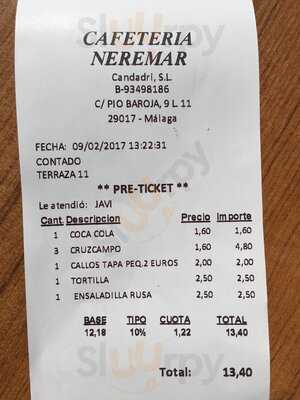 CAFETERIA
NEREMAR
Candadri, S.L.
B-93498186
C/ PIO BAROJA, 9 L 11
29017 - Málaga
FECHA: 09/02/2017 13:22:31
CONTADO
TERRAZA 11
** PRE-TICKET **
Le atendió: JAVI
Cant. Descripcion Precio Importe
1 COCA COLA 1,60 1,60
3 CRUZCAMPO 1,60 4,80
1 CALLOS TAPA PEQ.2 EUROS 2,00 2,00
1 TORTILLA 2,50 2,50
1 ENSALADILLA RUSA 2,50 2,50
BASE TIPO CUOTA TOTAL
12,18 10% 1,22 13,40
Total: 13,40
Sluurpy
Sluurpy
Sluurpy